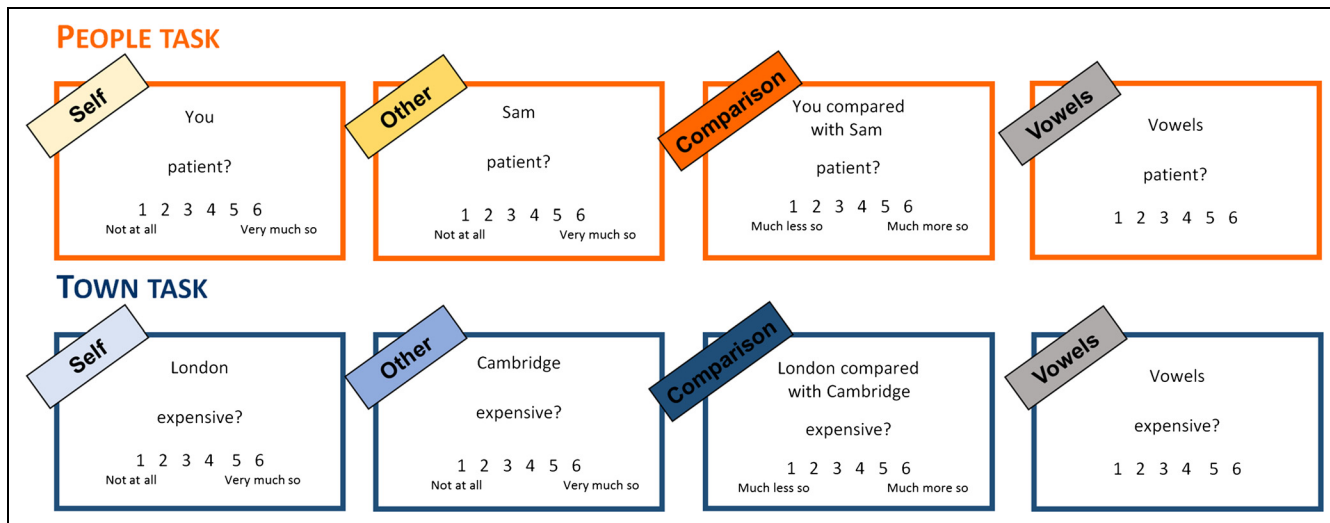 PEOPLE TASK
Self
You
patient?
1 2 3 4 5 6
Not at all Very much so
Other
Sam
patient?
1 2 3 4 5 6
Not at all Very much so
Comparison
You compared
with Sam
patient?
1 2 3 4 5 6
Much less so Much more so
Vowels
Vowels
patient?
1 2 3 4 5 6
TOWN TASK
Self
London
expensive?
1 2 3 4 5 6
Not at all Very much so
Other
Cambridge
expensive?
1 2 3 4 5 6
Not at all Very much so
Comparison
London compared
with Cambridge
expensive?
1 2 3 4 5 6
Much less so Much more so
Vowels
Vowels
expensive?
1 2 3 4 5 6